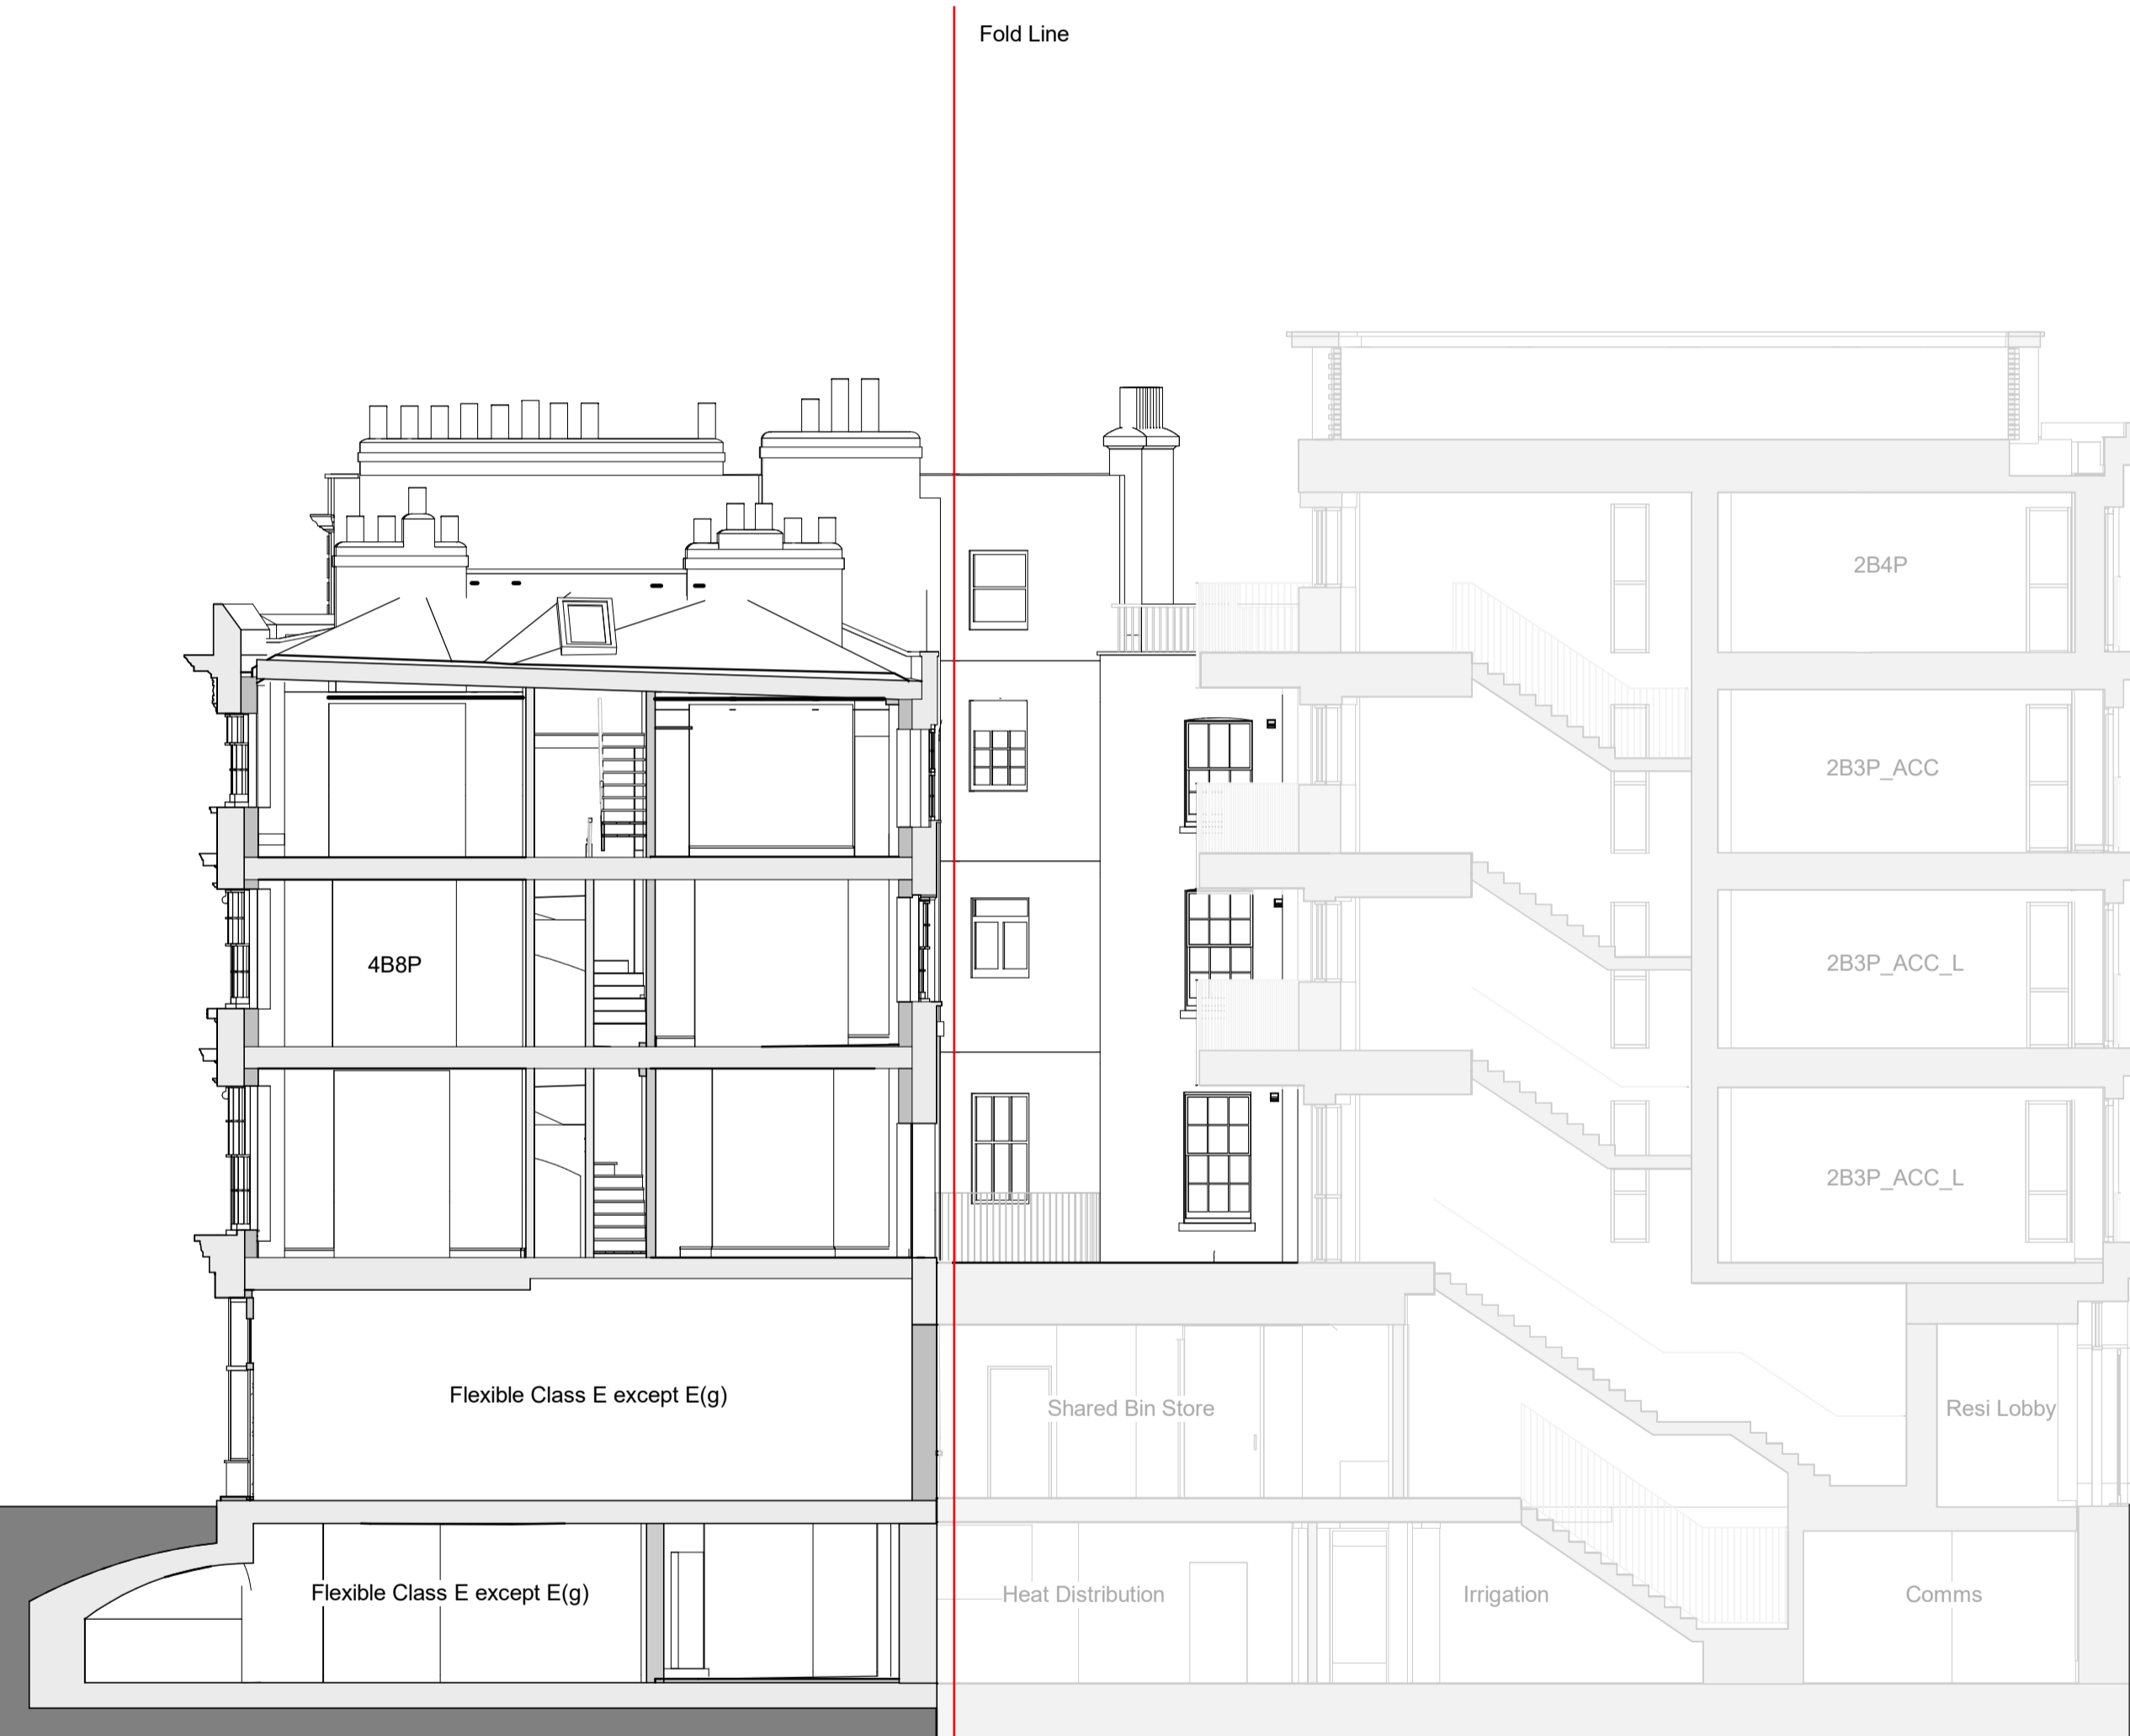 Fold Line
2B4P
2B3P_ACC
4B8P
2B3P_ACC_L
2B3P_ACC_L
Flexible Class E except E(g)
Shared Bin Store
Resi Lobby
Flexible Class E except E(g)
Heat Distribution
Irrigation
Comms